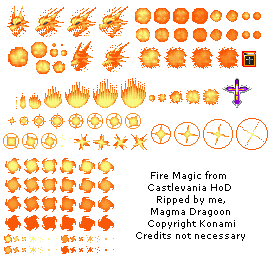 Fire Magic from
Castlevania HoD
Ripped by me,
Magma Dragoon
Copyright Konami
Credits not necessary